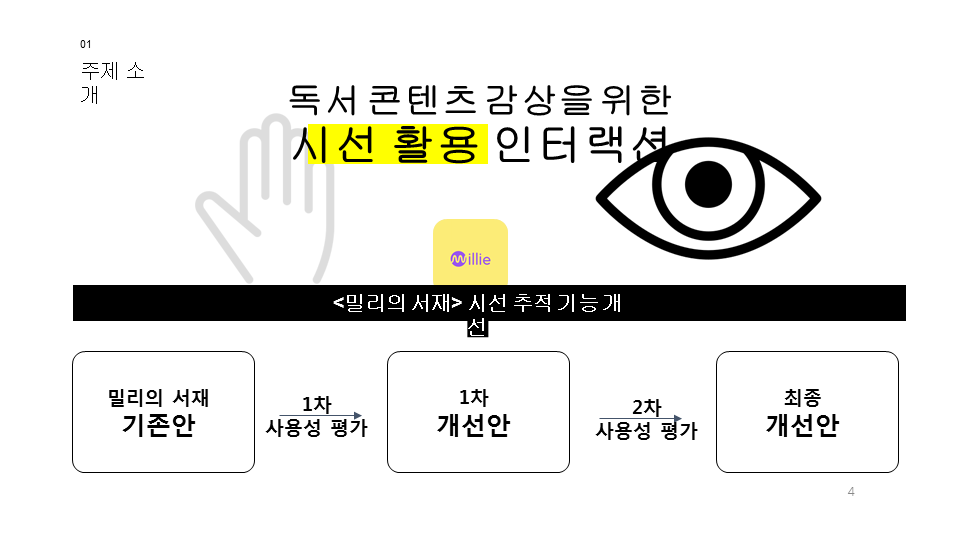 01
주제 소
개
독서 콘텐츠 감상을 위한
시선 활용 인터랙션
millie
<밀리의 서재> 시선 추적 기능 개
선
밀리의 서재
기존안
1차
사용성 평가
1차
개선안
2차
사용성 평가
최종
개선안
4